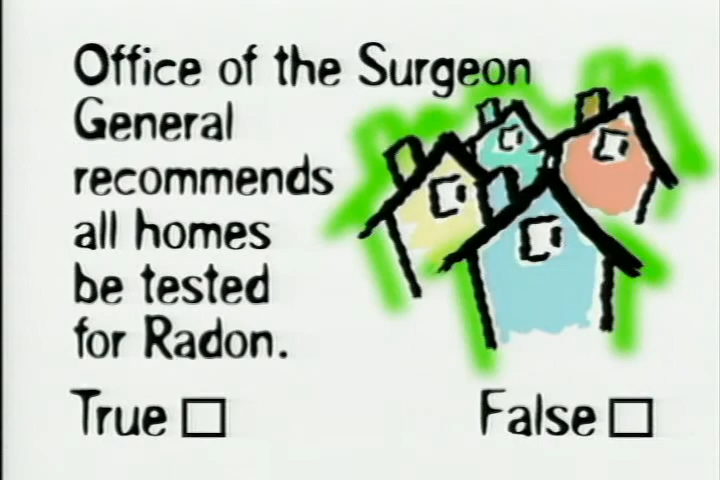 Office of the Surgeon
General
recommends
all homes
be tested
for Radon.
True False